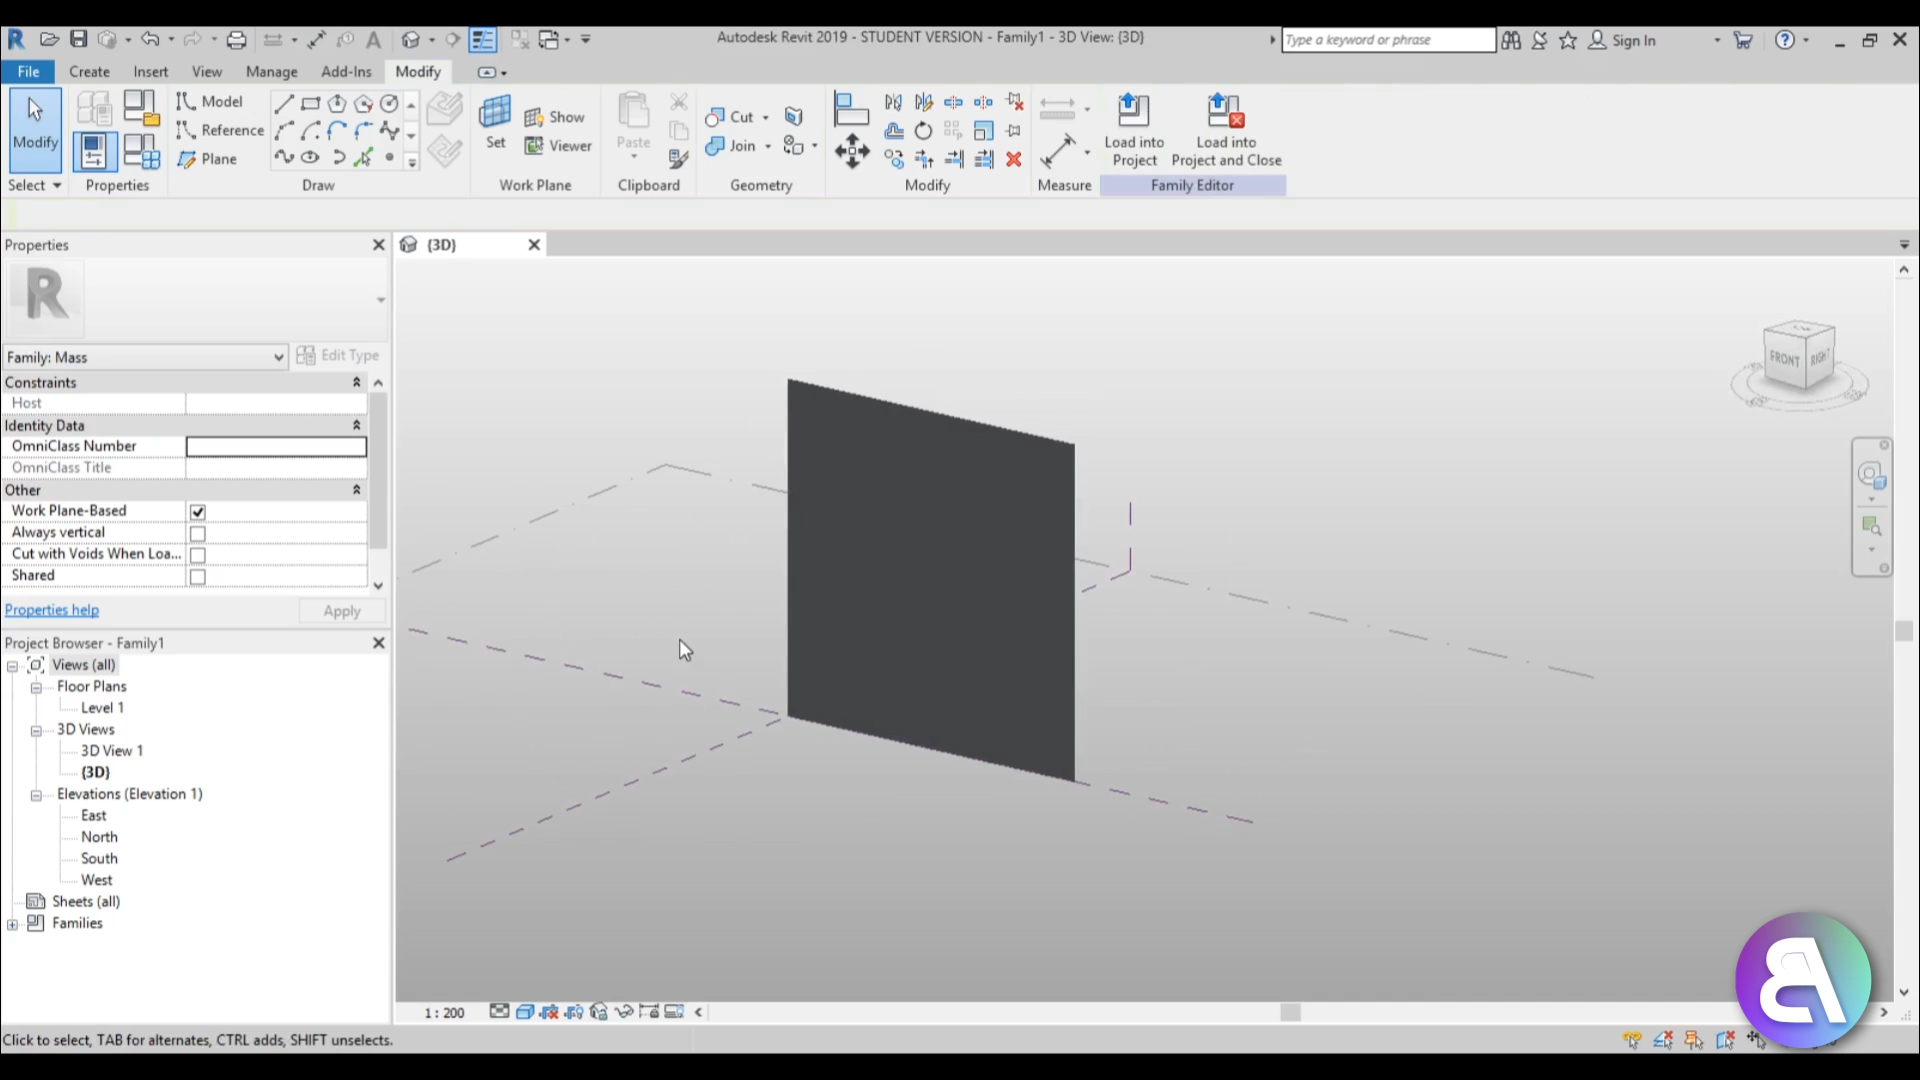 Autodesk Revit 2019 - STUDENT VERSION - Family1 - 3D View: {3D}
Type a keyword or phrase
Sign In
File Create Insert View Manage Add-Ins Modify
Modify
Select
Properties
Model
Reference
Plane
Draw
Set
Show
Viewer
Work Plane
Paste
Clipboard
Cut
Join
Geometry
Modify
Measure
Load into
Project
Load into
Project and Close
Family Editor
Properties
{3D}
R
Family: Mass
Edit Type
Constraints
Host
Identity Data
OmniClass Number
OmniClass Title
Other
Work Plane-Based
Always vertical
Cut with Voids When Loa...
Shared
Properties help
Apply
Project Browser - Family1
Views (all)
Floor Plans
Level 1
3D Views
3D View 1
{3D}
Elevations (Elevation 1)
East
North
South
West
Sheets (all)
Families
FRONT
RIGHT
1 : 200
Click to select, TAB for alternates, CTRL adds, SHIFT unselects.